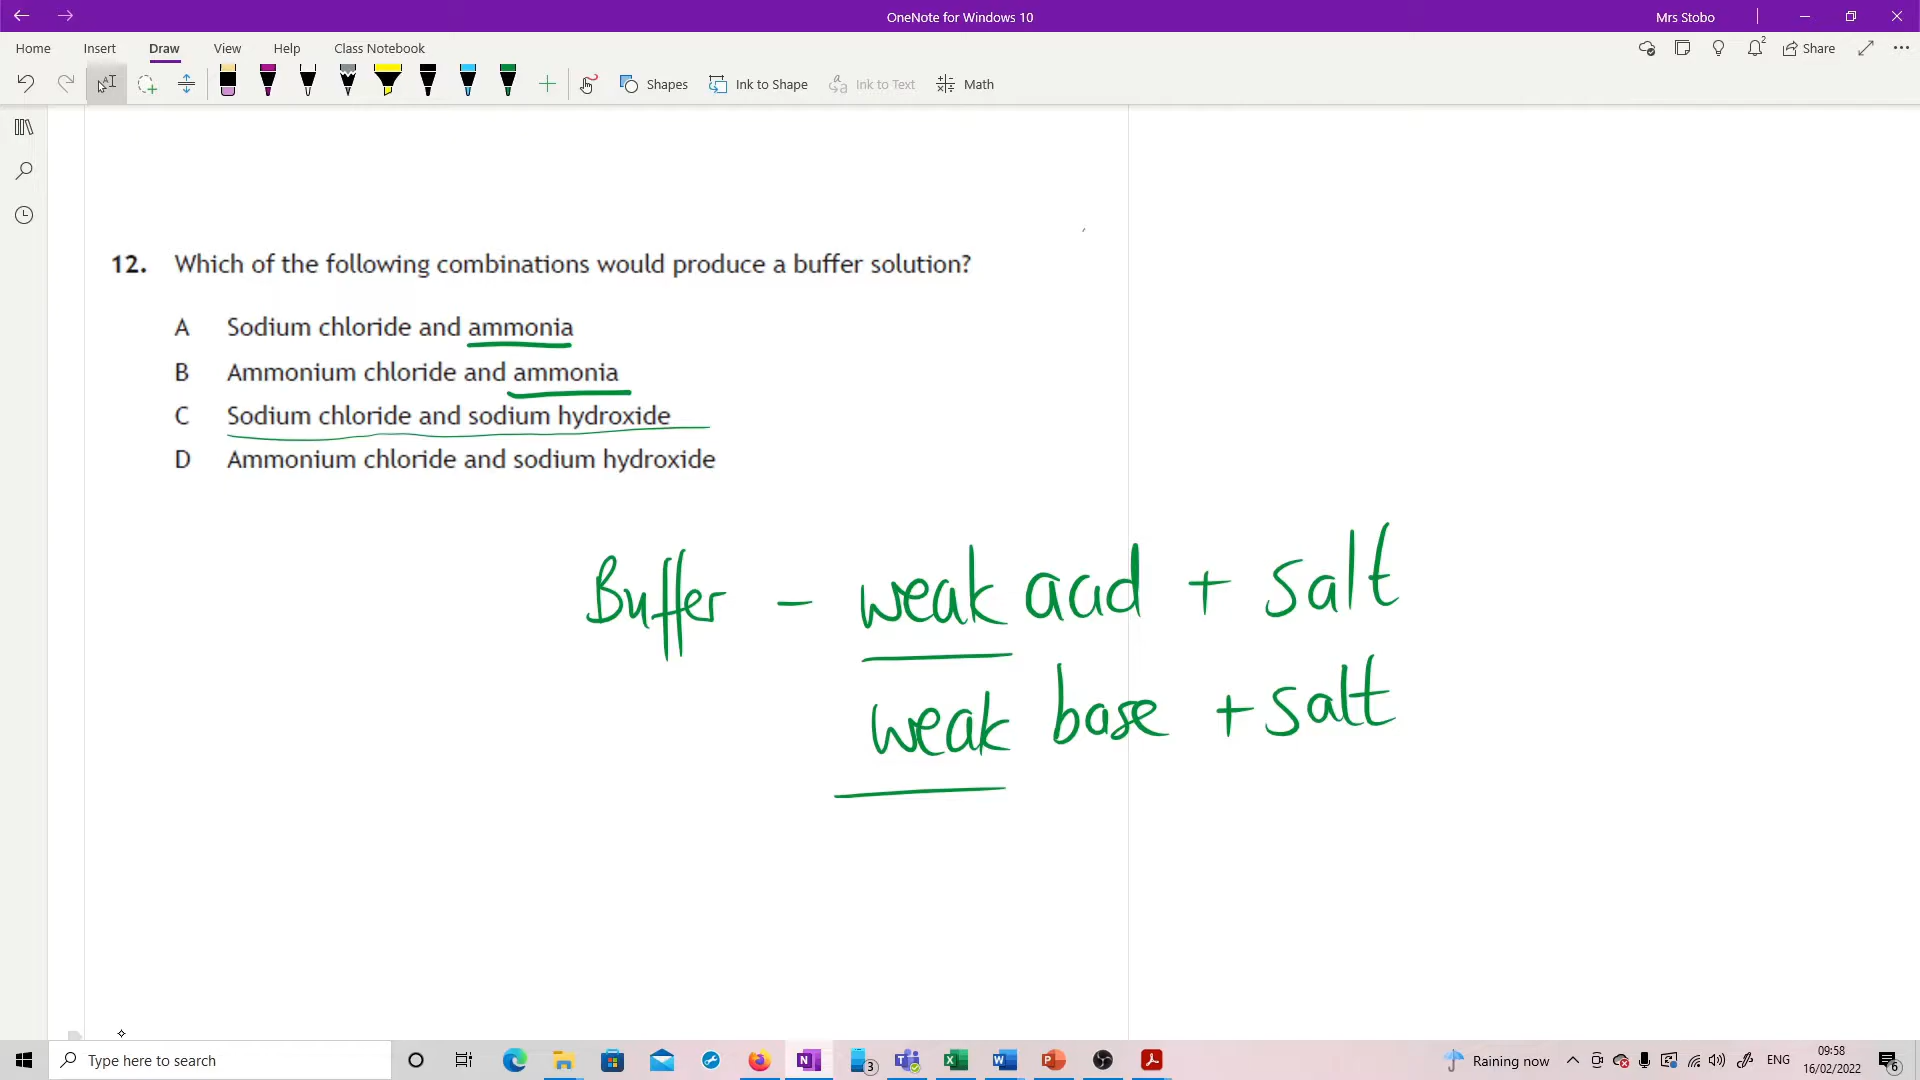 OneNote for Windows 10
Mrs Stobo
Home Insert Draw View Help Class Notebook
2 Share
Shapes Ink to Shape Ink to Text Math
12. Which of the following combinations would produce a buffer solution?
A Sodium chloride and ammonia
B Ammonium chloride and ammonia
C Sodium chloride and sodium hydroxide
D Ammonium chloride and sodium hydroxide
Buffer - weak acid + salt
weak base + salt
Type here to search
3
Raining now
ENG
09:58
16/02/2022
6